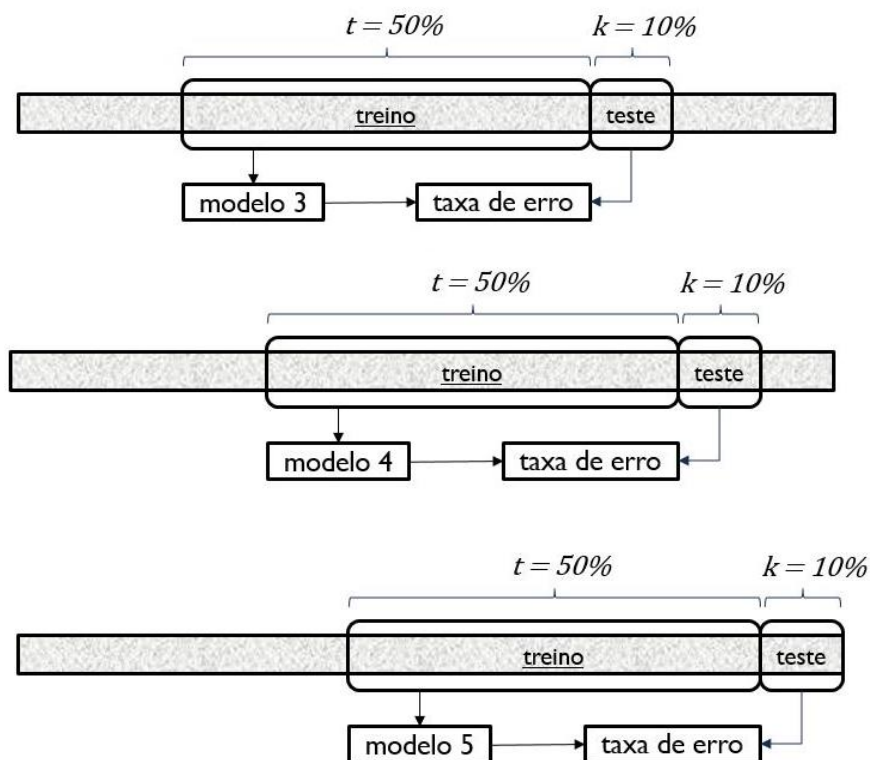 t = 50% k = 10%
treino teste
modelo 3 taxa de erro
t = 50% k = 10%
treino teste
modelo 4 taxa de erro
t = 50% k = 10%
treino teste
modelo 5 taxa de erro